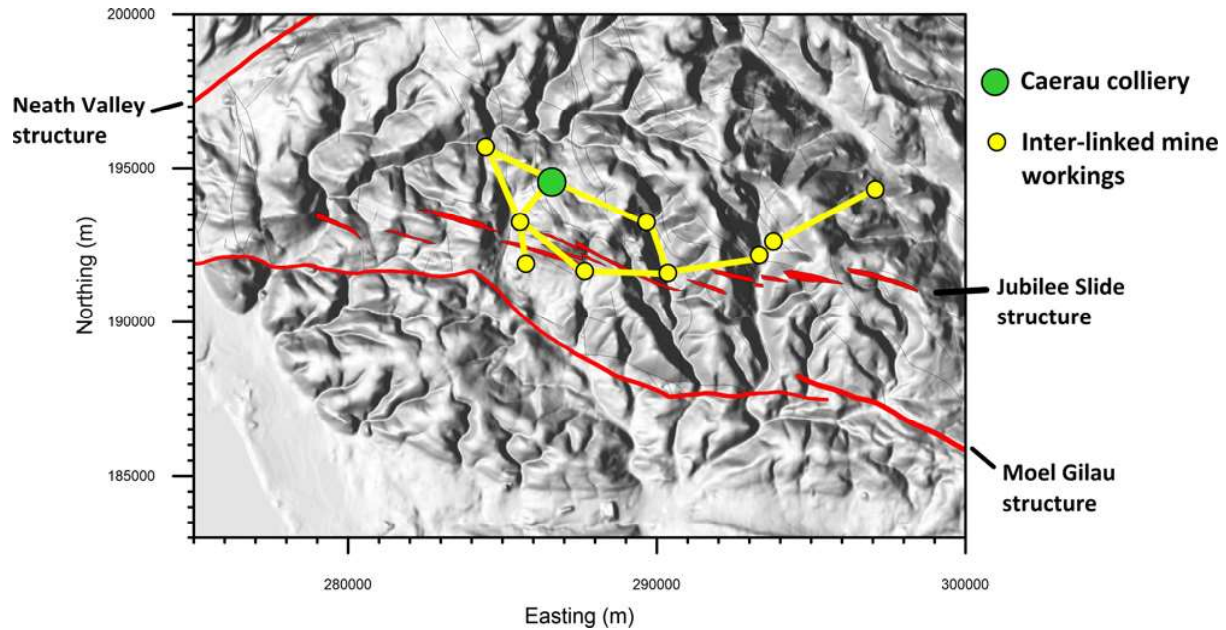 200000
195000
190000
185000
Northing (m)
280000
290000
300000
Easting (m)
Neath Valley
structure
Caerau colliery
Inter-linked mine
workings
Jubilee Slide
structure
Moel Gilau
structure